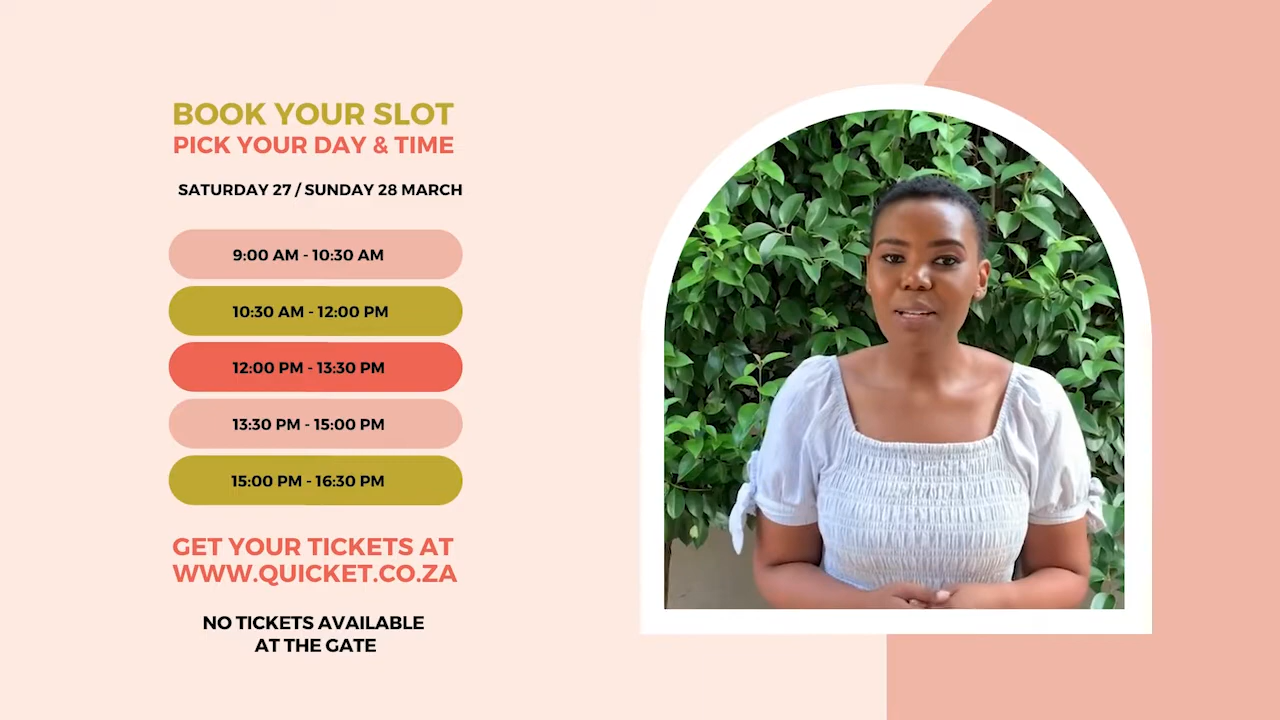 BOOK YOUR SLOT
PICK YOUR DAY & TIME
SATURDAY 27 / SUNDAY 28 MARCH
9:00 AM - 10:30 AM
10:30 AM - 12:00 PM
12:00 PM - 13:30 PM
13:30 PM - 15:00 PM
15:00 PM - 16:30 PM
GET YOUR TICKETS AT
WWW.QUICKET.CO.ZA
NO TICKETS AVAILABLE
AT THE GATE